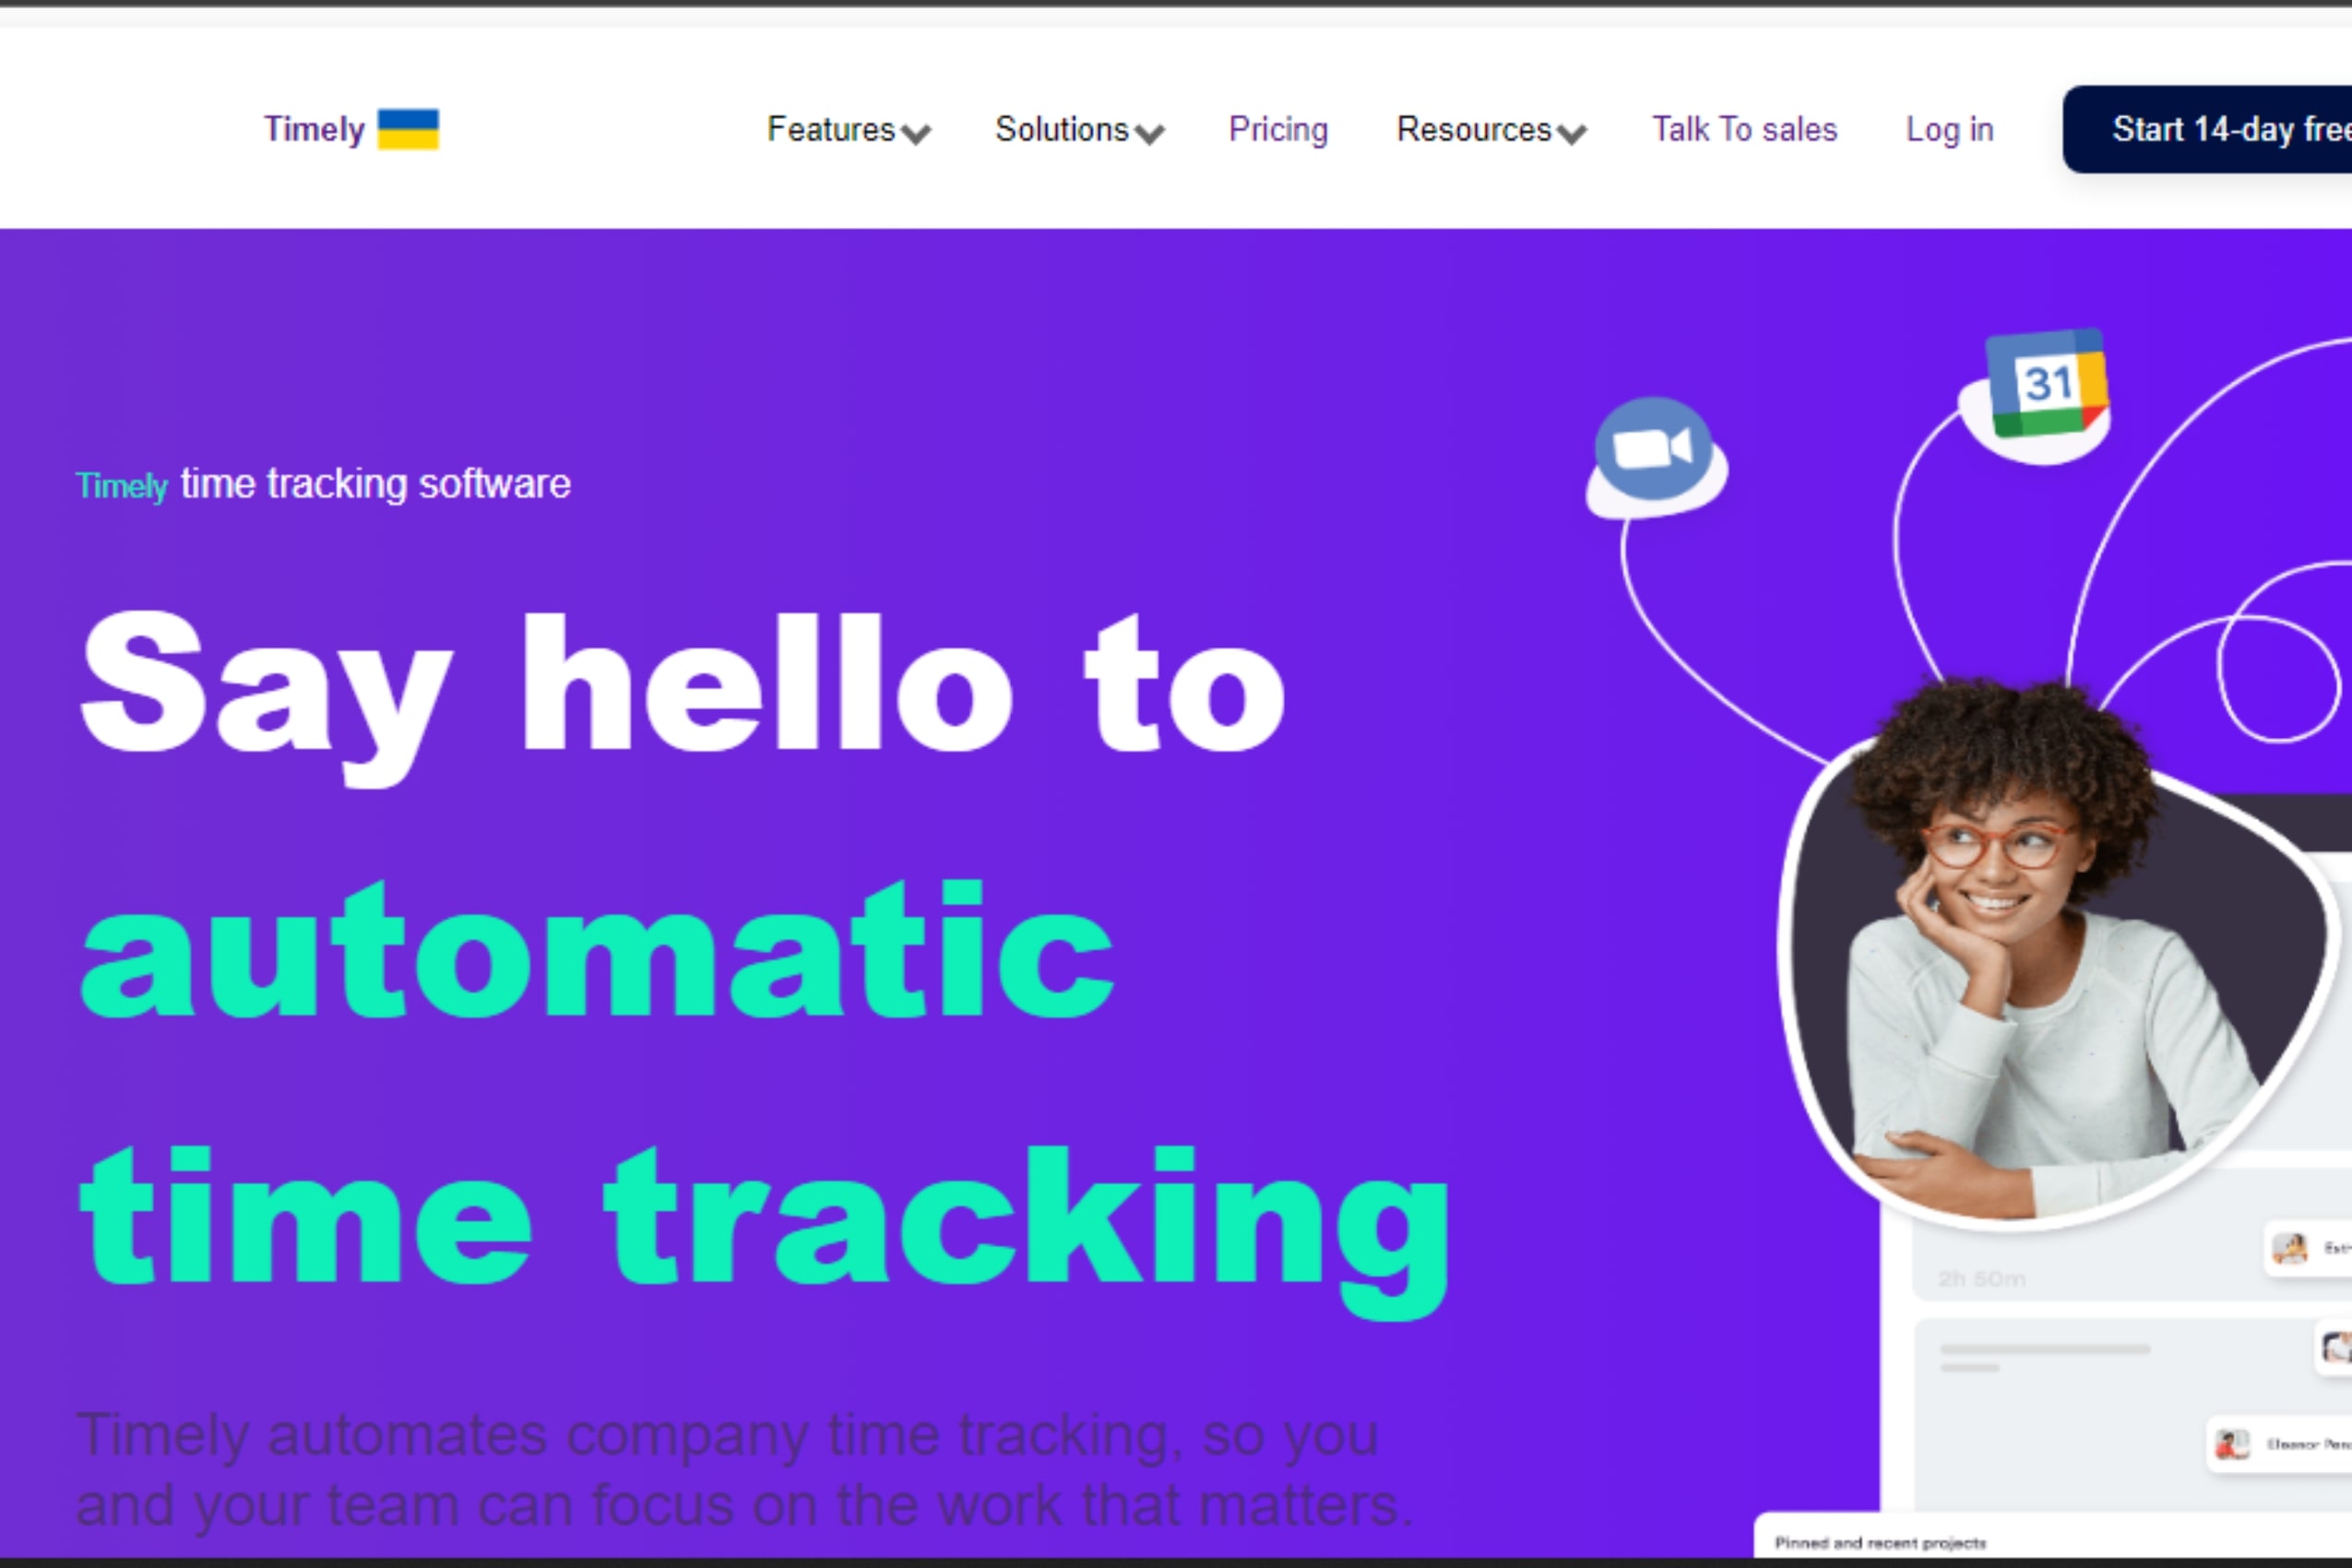 Timely
Features Solutions Pricing Resources Talk To sales Log in Start 14-day free
31
Timely time tracking software
Say hello to
automatic
time tracking
Timely automates company time tracking, so you
and your team can focus on the work that matters.
2h 50m
Eleanor
Pinned and recent projects